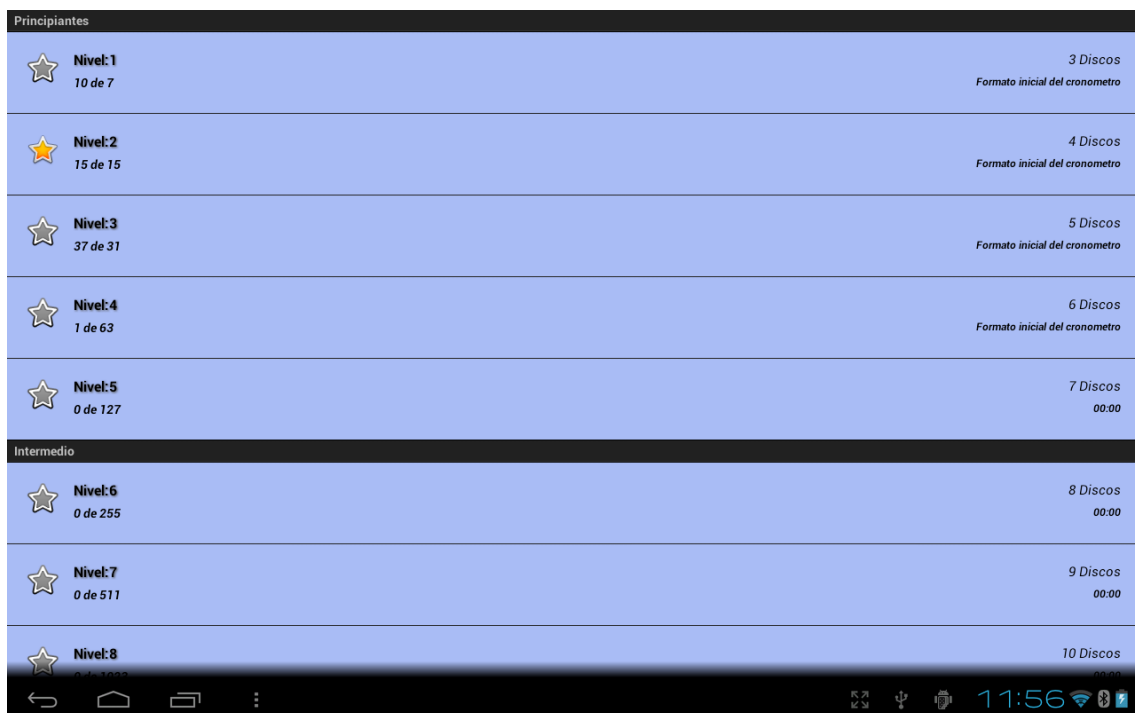 Principiantes
Nivel:1
3 Discos
10 de 7
Formato inicial del cronometro
Nivel:2
4 Discos
15 de 15
Formato inicial del cronometro
Nivel:3
5 Discos
37 de 31
Formato inicial del cronometro
Nivel:4
6 Discos
1 de 63
Formato inicial del cronometro
Nivel:5
7 Discos
0 de 127
00:00
Intermedio
Nivel:6
8 Discos
0 de 255
00:00
Nivel:7
9 Discos
0 de 511
00:00
Nivel:8
10 Discos
11:56